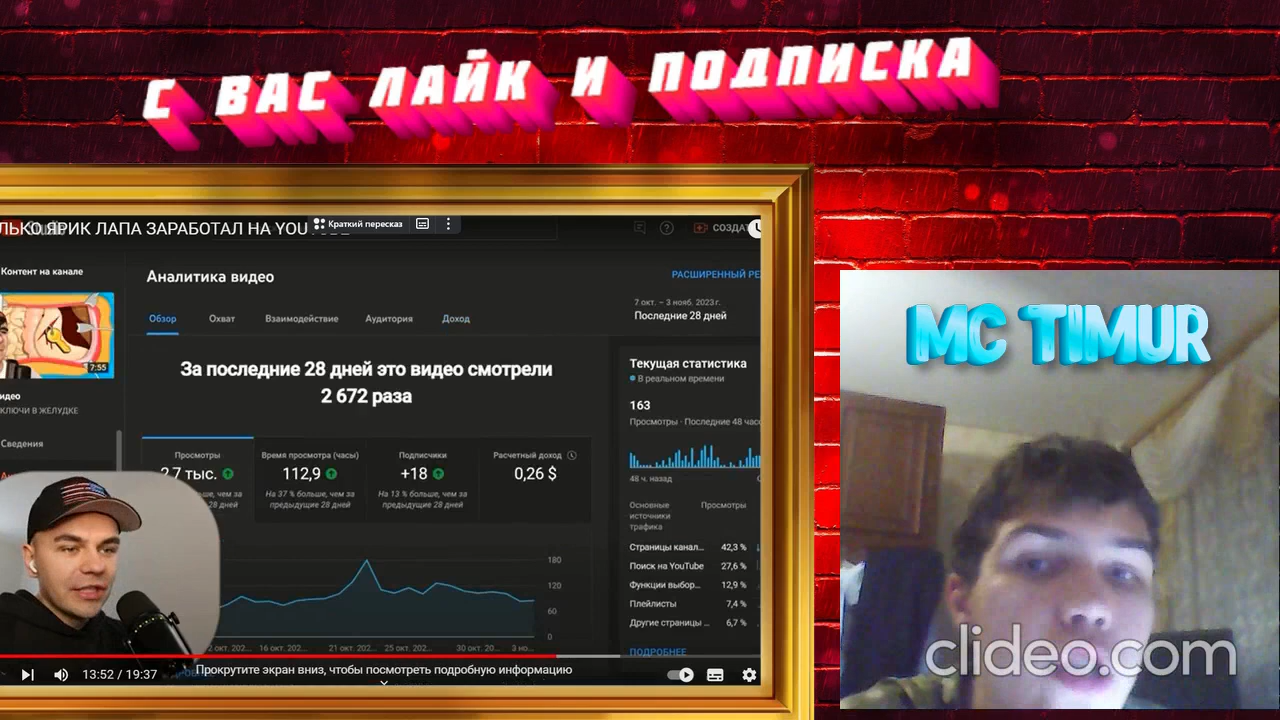 С ВАС ЛАЙК И ПОДПИСКА
MC TIMUR
ЯРИК ЛАПА ЗАРАБОТАЛ НА YOU
Краткий пересказ
Контент на канале
Аналитика видео
РАСШИРЕННЫЙ
7 окт. – 3 нояб. 2023 г.
Последние 28 дней
Обзор
Охват
Взаимодействие
Аудитория
Доход
7:55
За последние 28 дней это видео смотрели
2 672 раза
КЛЮЧИ В ЖЕЛУДКЕ
Сведения
Текущая статистика
В реальном времени
163
Просмотры · Последние 48
48 ч. назад
Просмотры
2,7 тыс.
Время просмотра (часы)
112,9
На 37 % больше, чем за
предыдущие 28 дней
Подписчики
+18
На 13 % больше, чем за
предыдущие 28 дней
Расчетный доход
0,26 $
Основные
источники
трафика
Просмотры
Страницы канал... 42,3 %
Поиск на YouTube 27,6 %
Функции выбор... 12,9 %
Плейлисты 7,4 %
Другие страницы ... 6,7 %
ПОДРОБНЕЕ
180
120
60
0
16 окт. 202...
21 окт. 202...
25 окт. 202...
30 окт. 202...
3 но...
Прокрутите экран вниз, чтобы посмотреть подробную информацию
13:52 / 19:37
clideo.com